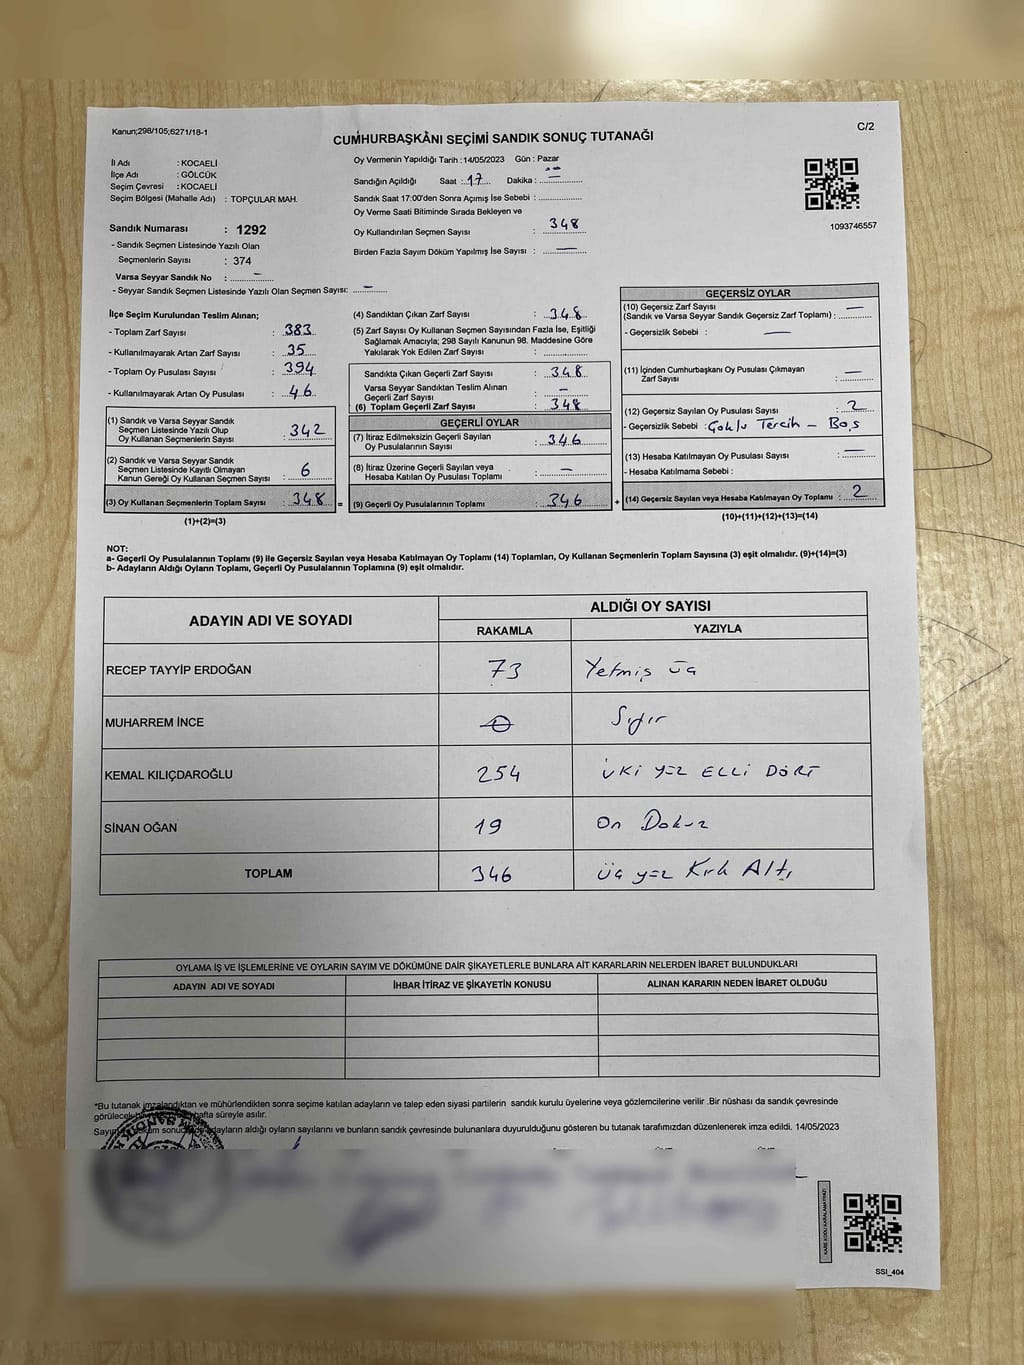 Kanun;298/105;6271/18-1
C/2
CUMHURBAŞKANI SEÇİMİ SANDIK SONUÇ TUTANAĞI
İl Adı : KOCAELİ
İlçe Adı : GÖLCÜK
Seçim Çevresi : KOCAELİ
Seçim Bölgesi (Mahalle Adı) : TOPÇULAR MAH.
Sandık Numarası : 1292
- Sandık Seçmen Listesinde Yazılı Olan
Seçmenlerin Sayısı : 374
Varsa Seyyar Sandık No : –
- Seyyar Sandık Seçmen Listesinde Yazılı Olan Seçmen Sayısı: –
Oy Vermenin Yapıldığı Tarih : 14/05/2023 Gün : Pazar
Sandığın Açıldığı Saat : 17 Dakika : –
Sandık Saat 17:00'den Sonra Açımış İse Sebebi :
Oy Verme Saati Bitiminde Sırada Bekleyen ve
Oy Kullandırılan Seçmen Sayısı : 348
Birden Fazla Sayım Döküm Yapılmış İse Sayısı : —
1093746557
İlçe Seçim Kurulundan Teslim Alınan;
- Toplam Zarf Sayısı : 383
- Kullanılmayarak Artan Zarf Sayısı : 35
- Toplam Oy Pusulası Sayısı : 394
- Kullanılmayarak Artan Oy Pusulası : 46
(1) Sandık ve Varsa Seyyar Sandık
Seçmen Listesinde Yazılı Olup
Oy Kullanan Seçmenlerin Sayısı : 342
(2) Sandık ve Varsa Seyyar Sandık
Seçmen Listesinde Kayıtlı Olmayan
Kanun Gereği Oy Kullanan Seçmen Sayısı : 6
(3) Oy Kullanan Seçmenlerin Toplam Sayısı : 348 =
(1)+(2)=(3)
(4) Sandıktan Çıkan Zarf Sayısı : 348
(5) Zarf Sayısı Oy Kullanan Seçmen Sayısından Fazla İse, Eşitliği
Sağlamak Amacıyla; 298 Sayılı Kanunun 98. Maddesine Göre
Yakılarak Yok Edilen Zarf Sayısı :
Sandıkta Çıkan Geçerli Zarf Sayısı : 348
Varsa Seyyar Sandıktan Teslim Alınan
Geçerli Zarf Sayısı : –
(6) Toplam Geçerli Zarf Sayısı : 348
GEÇERLİ OYLAR
(7) İtiraz Edilmeksizin Geçerli Sayılan
Oy Pusulalarının Sayısı : 346
(8) İtiraz Üzerine Geçerli Sayılan veya
Hesaba Katılan Oy Pusulası Toplamı : –
(9) Geçerli Oy Pusulalarının Toplamı : 346 +
GEÇERSİZ OYLAR
(10) Geçersiz Zarf Sayısı
(Sandık ve Varsa Seyyar Sandık Geçersiz Zarf Toplamı) : —
- Geçersizlik Sebebi : —
(11) İçinden Cumhurbaşkanı Oy Pusulası Çıkmayan
Zarf Sayısı : —
(12) Geçersiz Sayılan Oy Pusulası Sayısı : 2
- Geçersizlik Sebebi : Çoklu Tercih – Boş
(13) Hesaba Katılmayan Oy Pusulası Sayısı : —
- Hesaba Katılmama Sebebi :
(14) Geçersiz Sayılan veya Hesaba Katılmayan Oy Toplamı : 2
(10)+(11)+(12)+(13)=(14)
NOT:
a- Geçerli Oy Pusulalarının Toplamı (9) ile Geçersiz Sayılan veya Hesaba Katılmayan Oy Toplamı (14) Toplamları, Oy Kullanan Seçmenlerin Toplam Sayısına (3) eşit olmalıdır. (9)+(14)=(3)
b- Adayların Aldığı Oyların Toplamı, Geçerli Oy Pusulalarının Toplamına (9) eşit olmalıdır.
ADAYIN ADI VE SOYADI
ALDIĞI OY SAYISI
RAKAMLA YAZIYLA
RECEP TAYYİP ERDOĞAN 73 Yetmiş üç
MUHARREM İNCE 0 Sıfır
KEMAL KILIÇDAROĞLU 254 İki yüz ELLİ DÖRT
SİNAN OĞAN 19 On Dokuz
TOPLAM 346 Üç yüz Kırk Altı
OYLAMA İŞ VE İŞLEMLERİNE VE OYLARIN SAYIM VE DÖKÜMÜNE DAİR ŞİKAYETLERLE BUNLARA AİT KARARLARIN NELERDEN İBARET BULUNDUKLARI
ADAYIN ADI VE SOYADI İHBAR İTİRAZ VE ŞİKAYETİN KONUSU ALINAN KARARIN NEDEN İBARET OLDUĞU
*Bu tutanak imzalandıktan ve mühürlendikten sonra seçime katılan adayların ve talep eden siyasi partilerin sandık kurulu üyelerine veya gözlemcilerine verilir .Bir nüshası da sandık çevresinde
görülecek hafta süreyle asılır.
adayların aldığı oyların sayılarını ve bunların sandık çevresinde bulunanlara duyurulduğunu gösteren bu tutanak tarafımızdan düzenlenerek imza edildi. 14/05/2023
SSI_404